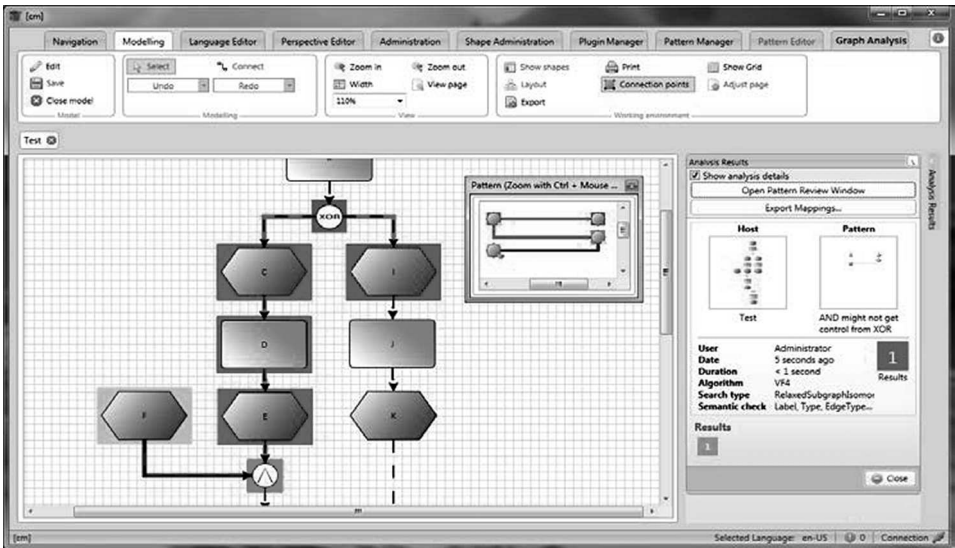 [cm]
Navigation Modelling Language Editor Perspective Editor Administration Shape Administration Plugin Manager Pattern Manager Pattern Editor Graph Analysis
Edit
Save
Close model
Model
Select Connect
Undo Redo
Modelling
Zoom in Zoom out
Width View page
110%
View
Show shapes Print Show Grid
Layout Connection points Adjust page
Export
Working environment
Test
XOR
C
I
D
J
F
E
K
Pattern (Zoom with Ctrl + Mouse ...
Analysis Results
Show analysis details
Open Pattern Review Window
Export Mappings...
Host Pattern
Test
AND might not get
control from XOR
User Administrator
Date 5 seconds ago
Duration < 1 second
Algorithm VF4
Search type RelaxedSubgraphIsomor
Semantic check Label, Type, EdgeType...
1
Results
Results
1
Close
Analysis Results
[cm]
Selected Language: en-US 0 Connection